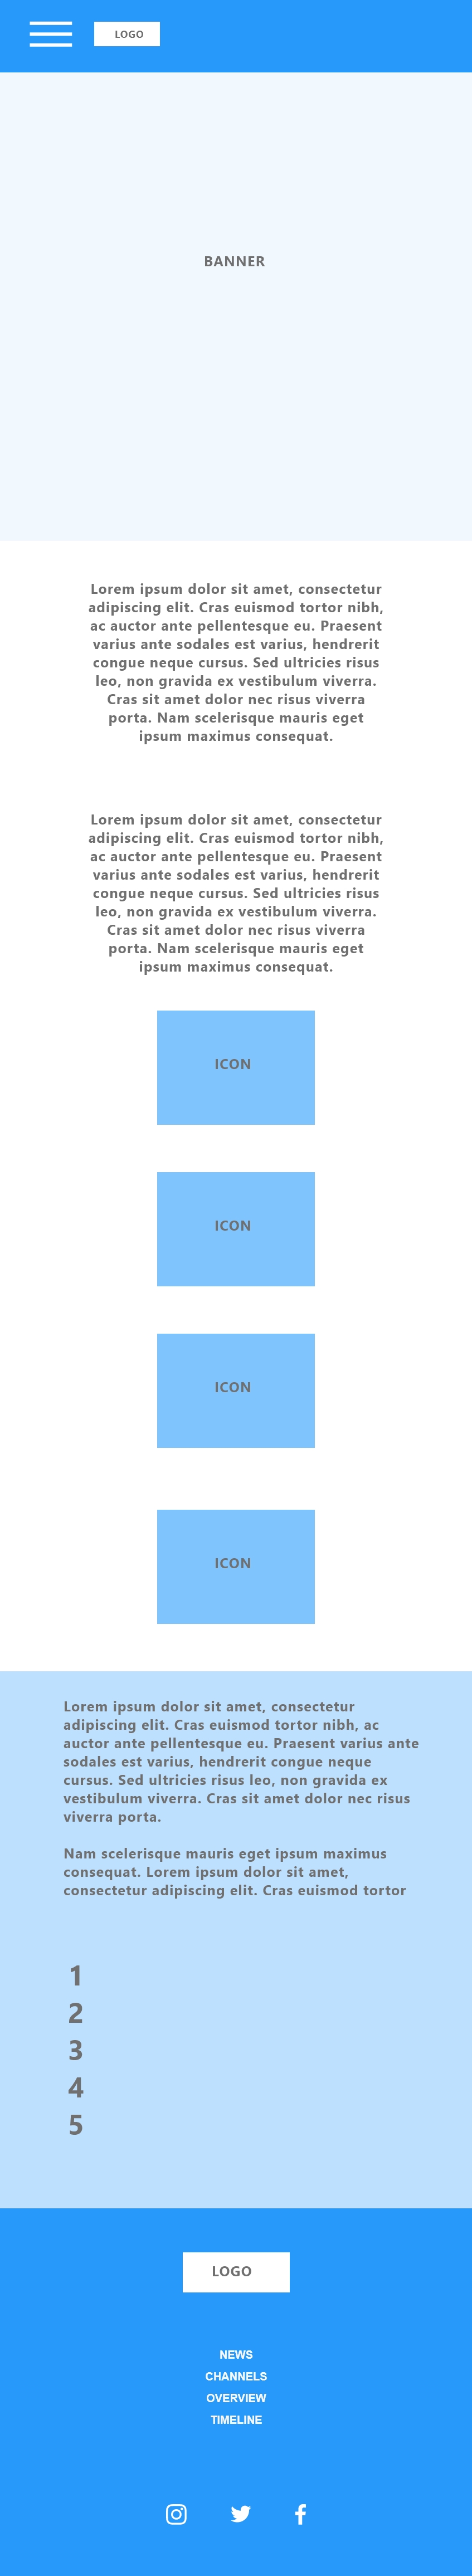 LOGO
BANNER
Lorem ipsum dolor sit amet, consectetur
adipiscing elit. Cras euismod tortor nibh,
ac auctor ante pellentesque eu. Praesent
varius ante sodales est varius, hendrerit
congue neque cursus. Sed ultricies risus
leo, non gravida ex vestibulum viverra.
Cras sit amet dolor nec risus viverra
porta. Nam scelerisque mauris eget
ipsum maximus consequat.
Lorem ipsum dolor sit amet, consectetur
adipiscing elit. Cras euismod tortor nibh,
ac auctor ante pellentesque eu. Praesent
varius ante sodales est varius, hendrerit
congue neque cursus. Sed ultricies risus
leo, non gravida ex vestibulum viverra.
Cras sit amet dolor nec risus viverra
porta. Nam scelerisque mauris eget
ipsum maximus consequat.
ICON
ICON
ICON
ICON
Lorem ipsum dolor sit amet, consectetur
adipiscing elit. Cras euismod tortor nibh, ac
auctor ante pellentesque eu. Praesent varius ante
sodales est varius, hendrerit congue neque
cursus. Sed ultricies risus leo, non gravida ex
vestibulum viverra. Cras sit amet dolor nec risus
viverra porta.
Nam scelerisque mauris eget ipsum maximus
consequat. Lorem ipsum dolor sit amet,
consectetur adipiscing elit. Cras euismod tortor
1
2
3
4
5
LOGO
NEWS
CHANNELS
OVERVIEW
TIMELINE